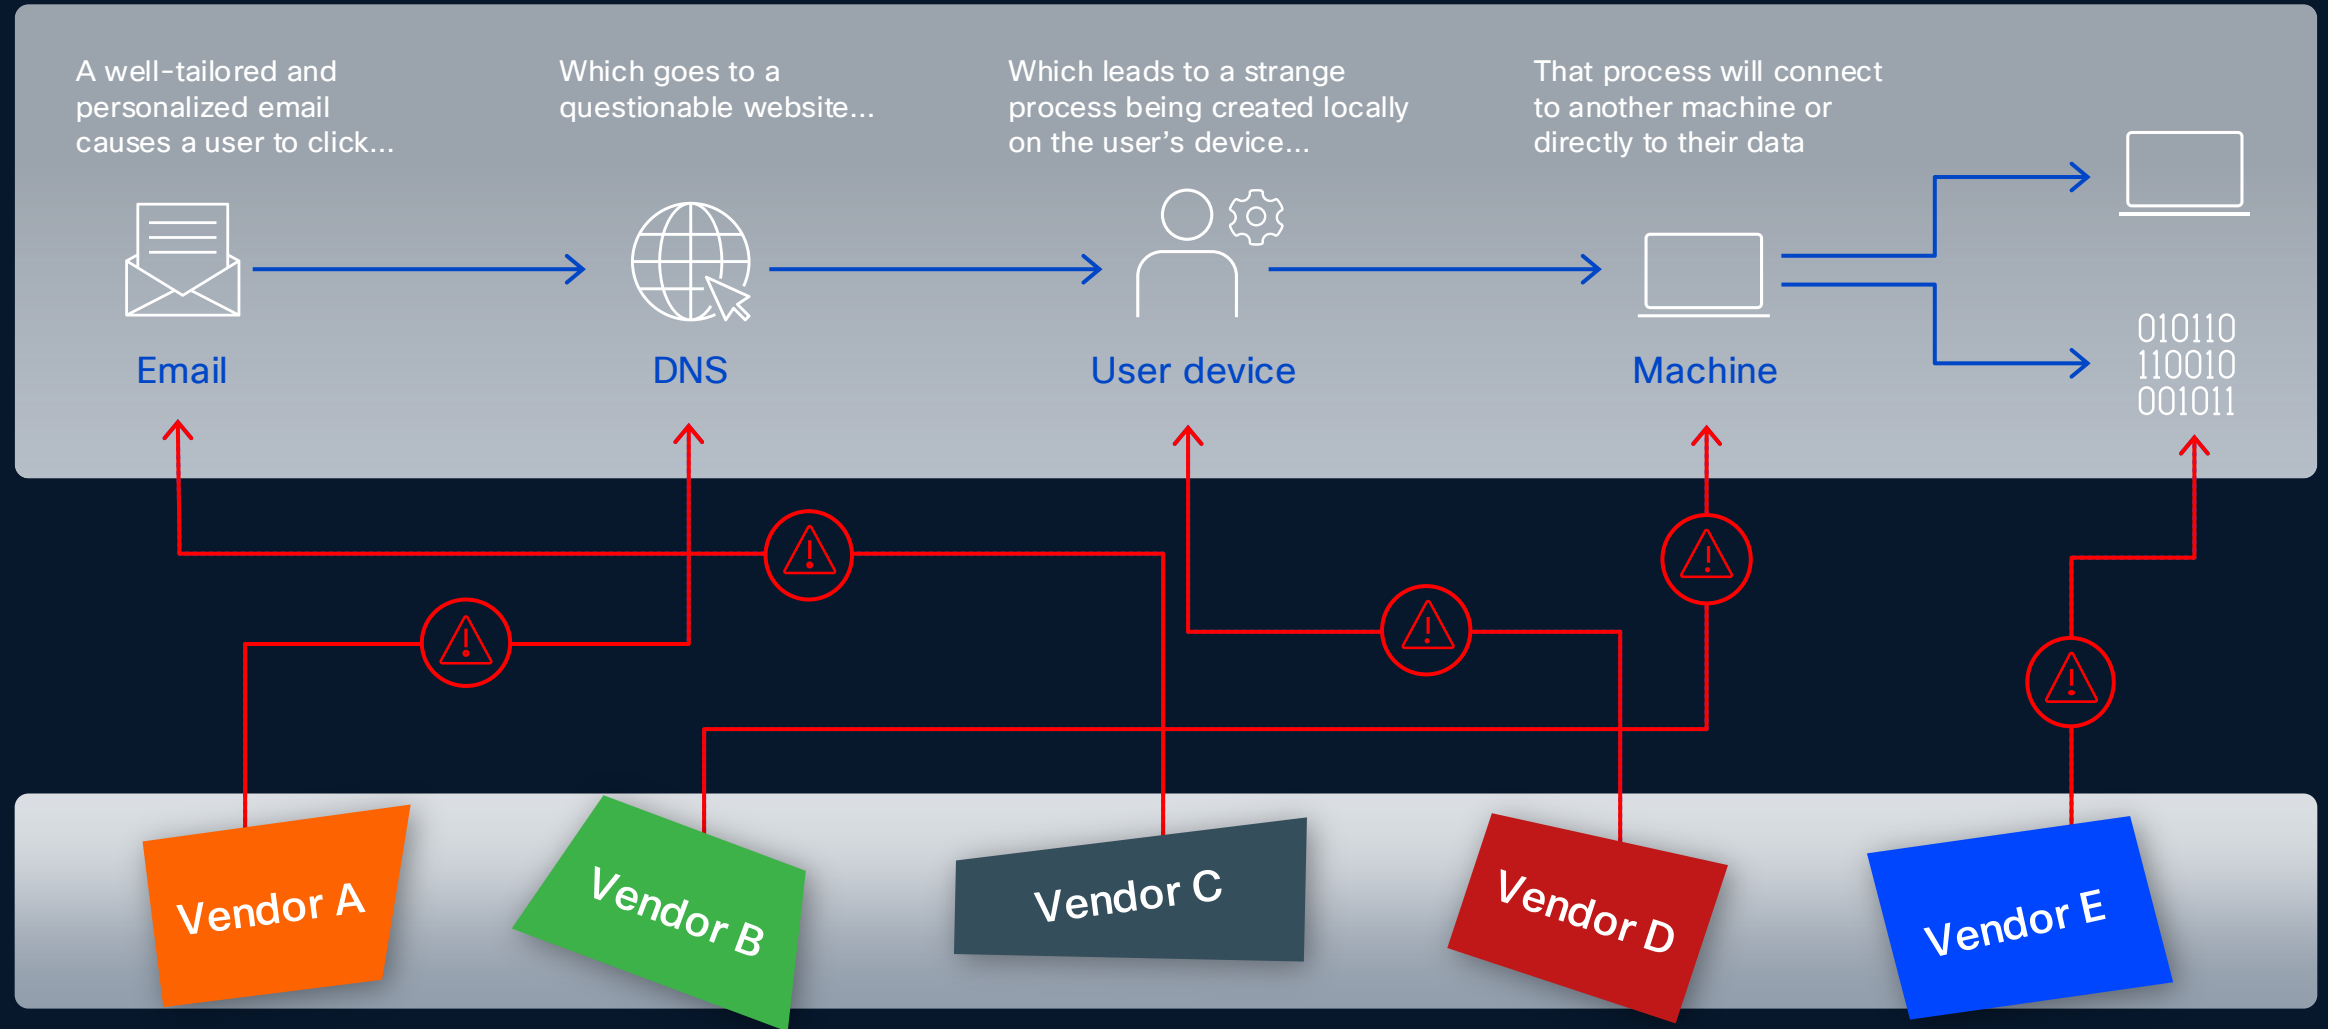 A well-tailored and
personalized email
causes a user to click...
Which goes to a
questionable website...
Which leads to a strange
process being created locally
on the user's device...
That process will connect
to another machine or
directly to their data
010110
110010
001011
Email
DNS
User device
Machine
Vendor A
Vendor B
Vendor C
Vendor D
Vendor E